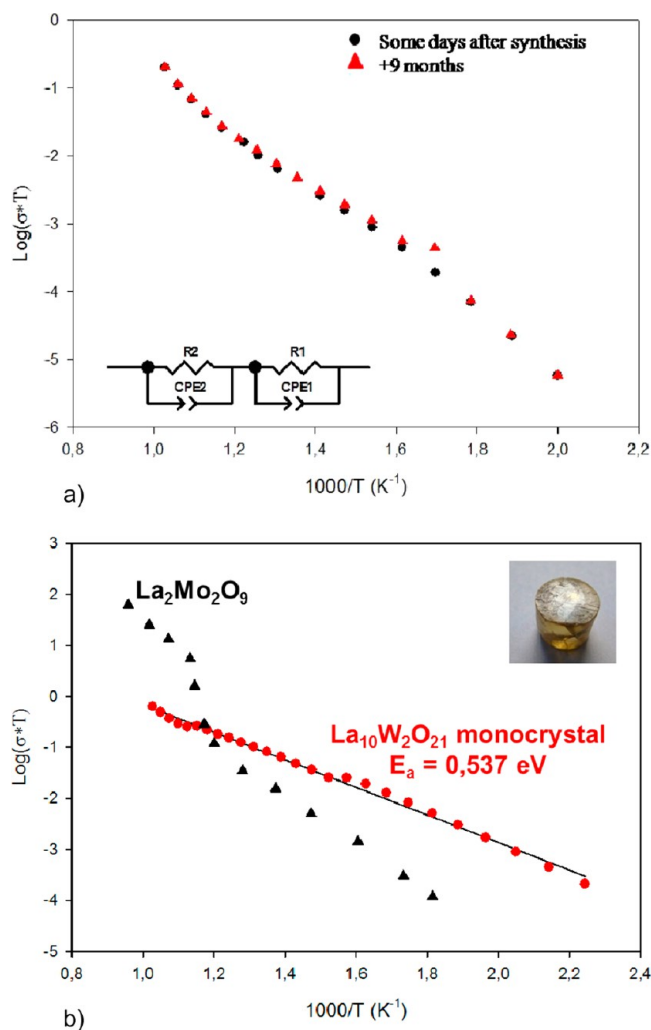 0
-1
-2
-3
-4
-5
-6
Log(σ*T)
Some days after synthesis
+9 months
R2
R1
CPE2
CPE1
0,8
1,0
1,2
1,4
1,6
1,8
2,0
2,2
1000/T (K⁻¹)
a)
3
2
1
0
-1
-2
-3
-4
-5
Log(σ*T)
La₂Mo₂O₉
La₁₀W₂O₂₁ monocrystal
Eₐ = 0,537 eV
0,8
1,0
1,2
1,4
1,6
1,8
2,0
2,2
2,4
1000/T (K⁻¹)
b)